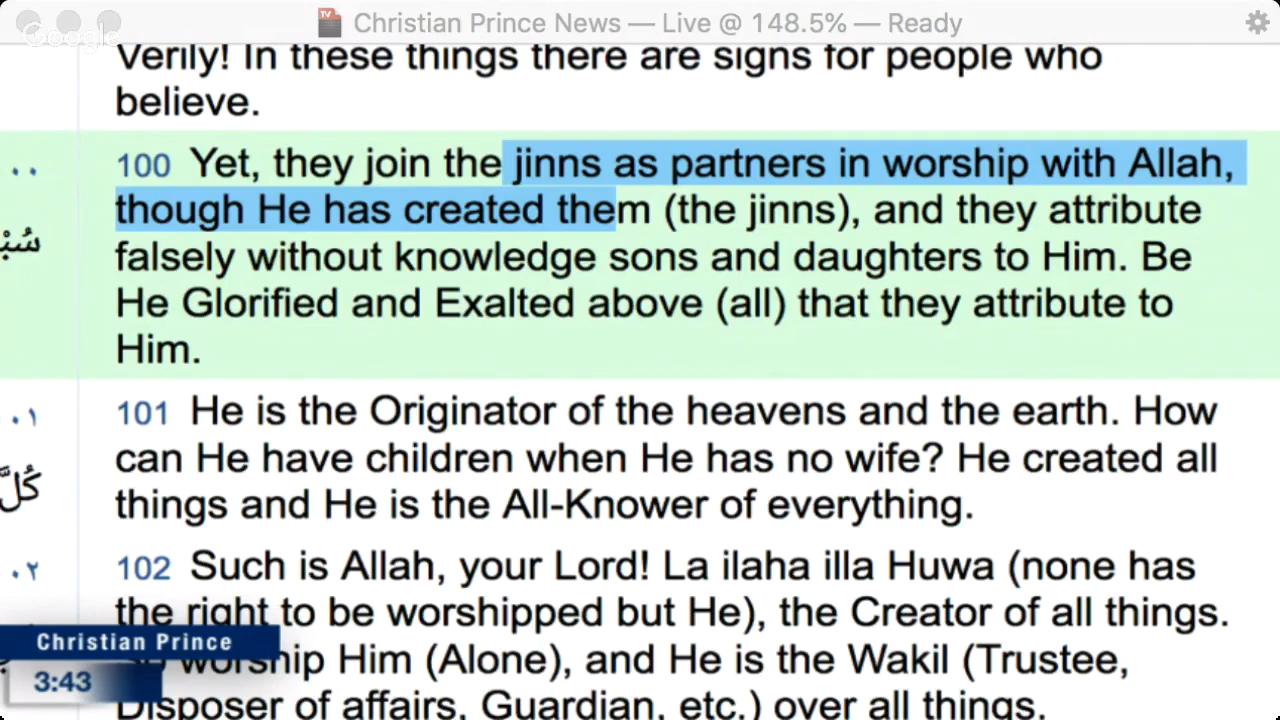 Christian Prince News — Live @ 148.5% — Ready
Google
Verily! In these things there are signs for people who
believe.
100 Yet, they join the jinns as partners in worship with Allah,
though He has created them (the jinns), and they attribute
falsely without knowledge sons and daughters to Him. Be
He Glorified and Exalted above (all) that they attribute to
Him.
101 He is the Originator of the heavens and the earth. How
can He have children when He has no wife? He created all
things and He is the All-Knower of everything.
102 Such is Allah, your Lord! La ilaha illa Huwa (none has
the right to be worshipped but He), the Creator of all things.
worship Him (Alone), and He is the Wakil (Trustee,
Disposer of affairs, Guardian, etc.) over all things.
Christian Prince
3:43